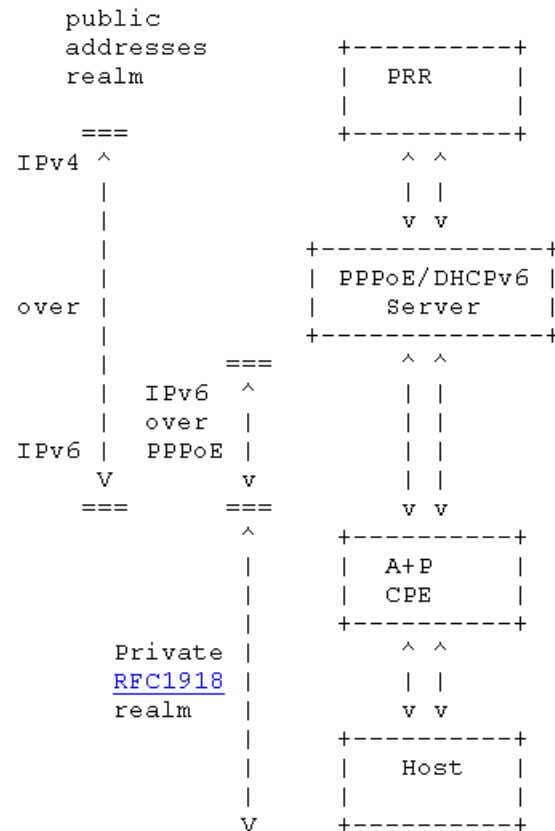 public
addresses
realm
PRR
===
IPv4 ^
^ ^
| |
v v
PPPoE/DHCPv6
Server
over |
===
^ ^
IPv6 ^
over |
IPv6 | PPPoE |
V v
=== ===
v v
^
A+P
CPE
Private |
RFC1918 |
realm |
^ ^
| |
v v
Host
V